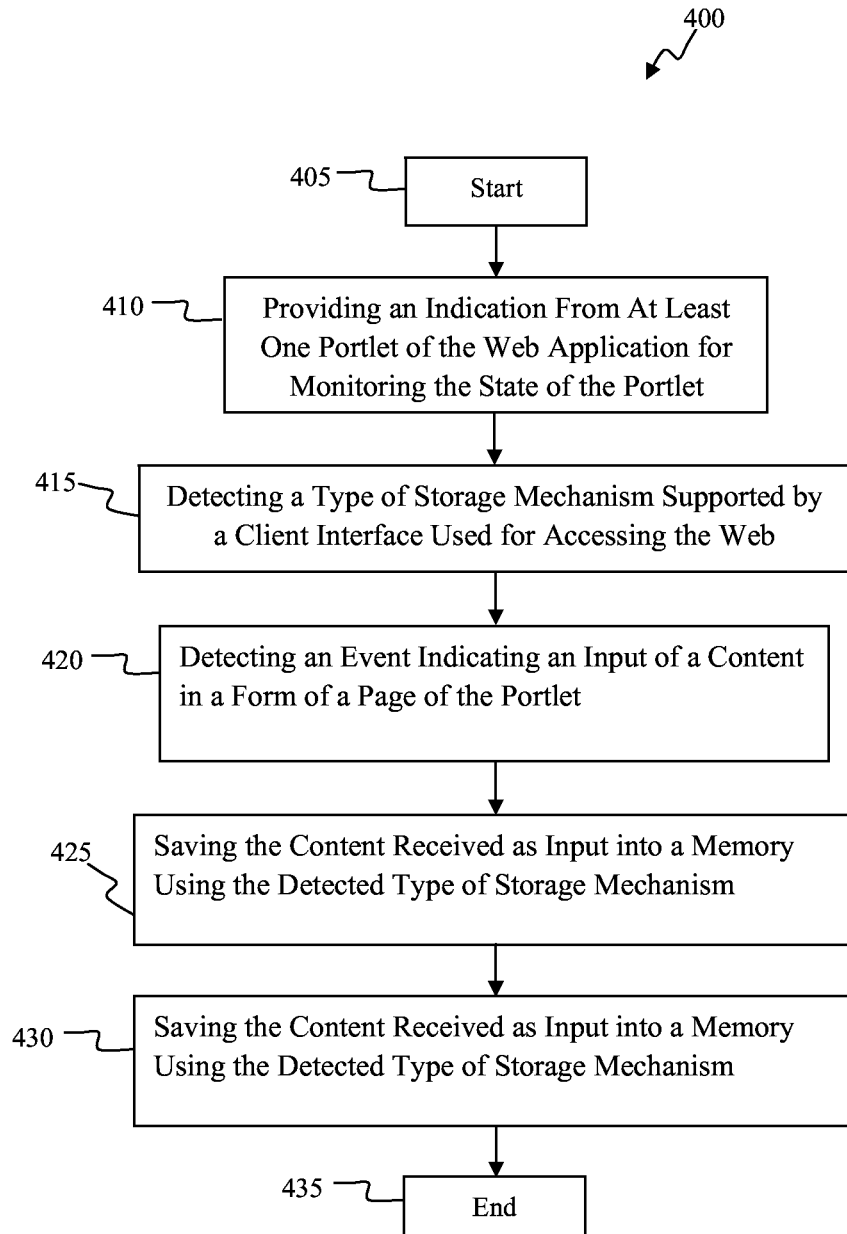 400
405
Start
410
Providing an Indication From At Least
One Portlet of the Web Application for
Monitoring the State of the Portlet
415
Detecting a Type of Storage Mechanism Supported by
a Client Interface Used for Accessing the Web
420
Detecting an Event Indicating an Input of a Content
in a Form of a Page of the Portlet
425
Saving the Content Received as Input into a Memory
Using the Detected Type of Storage Mechanism
430
Saving the Content Received as Input into a Memory
Using the Detected Type of Storage Mechanism
435
End